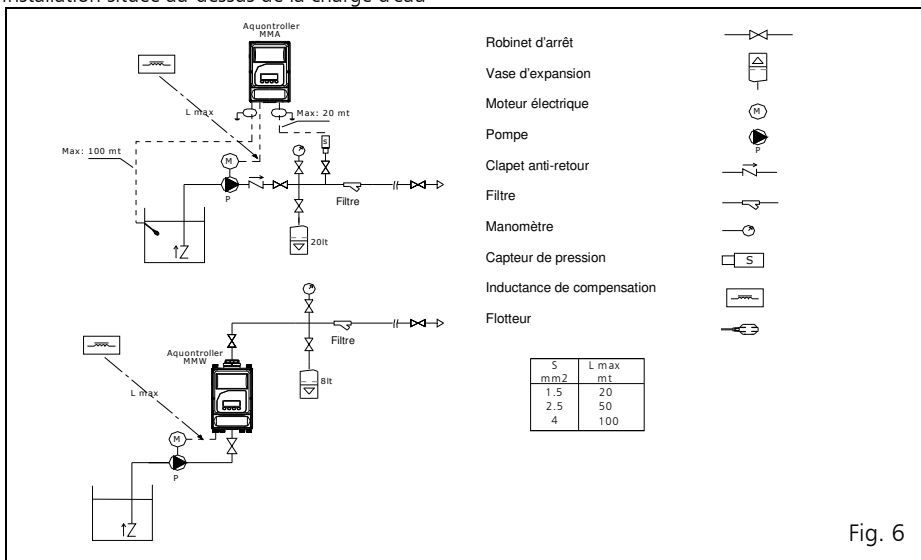 Installation située au-dessus de la charge d'eau
Aquontroller
MMA
L max
Max: 20 mt
Max: 100 mt
S
M
P
Filtre
20lt
Z
Filtre
Aquontroller
MMW
8lt
L max
M
P
Z
Robinet d'arrêt
Vase d'expansion
Moteur électrique
M
Pompe
P
Clapet anti-retour
Filtre
Manomètre
Capteur de pression
S
Inductance de compensation
Flotteur
S L max
mm2 mt
1.5 20
2.5 50
4 100
Fig. 6